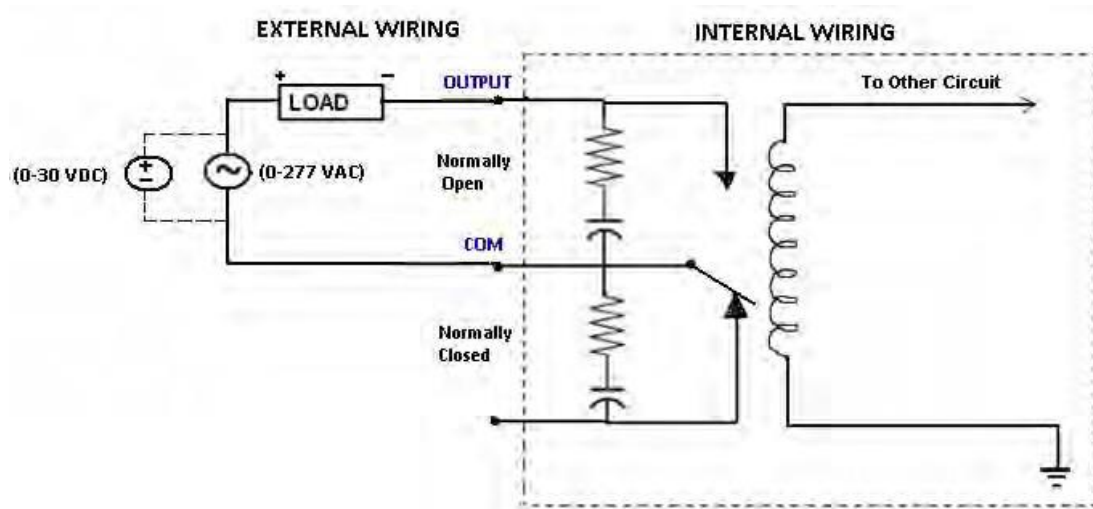 EXTERNAL WIRING
INTERNAL WIRING
+ −
LOAD
OUTPUT
To Other Circuit
(0-30 VDC)
+
−
(0-277 VAC)
Normally
Open
COM
Normally
Closed